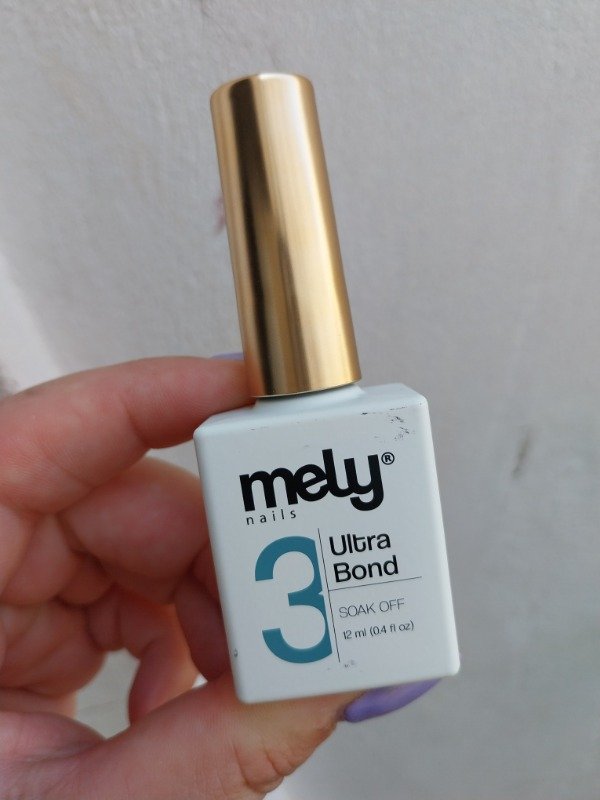 mely®
nails
3
Ultra
Bond
SOAK OFF
12 ml (0.4 fl oz)